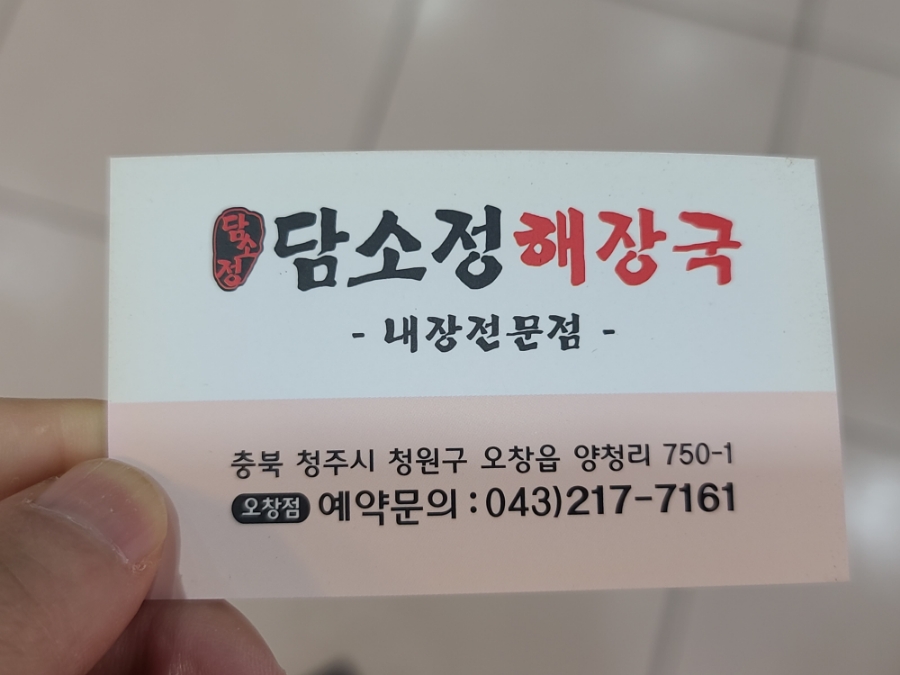 담소정
담소정해장국
- 내장전문점 -
충북 청주시 청원구 오창읍 양청리 750-1
오창점 예약문의 : 043)217-7161